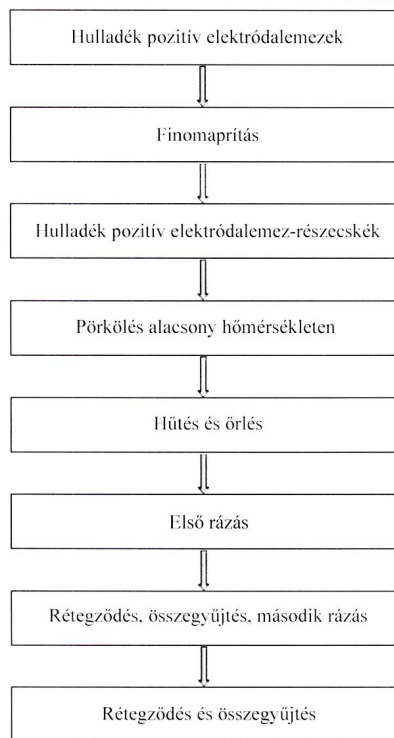 Hulladék pozitív elektródalemezek
Finomaprítás
Hulladék pozitív elektródalemez-részecskék
Pörkölés alacsony hőmérsékleten
Hűtés és őrlés
Első rázás
Rétegződés, összegyűjtés, második rázás
Rétegződés és összegyűjtés